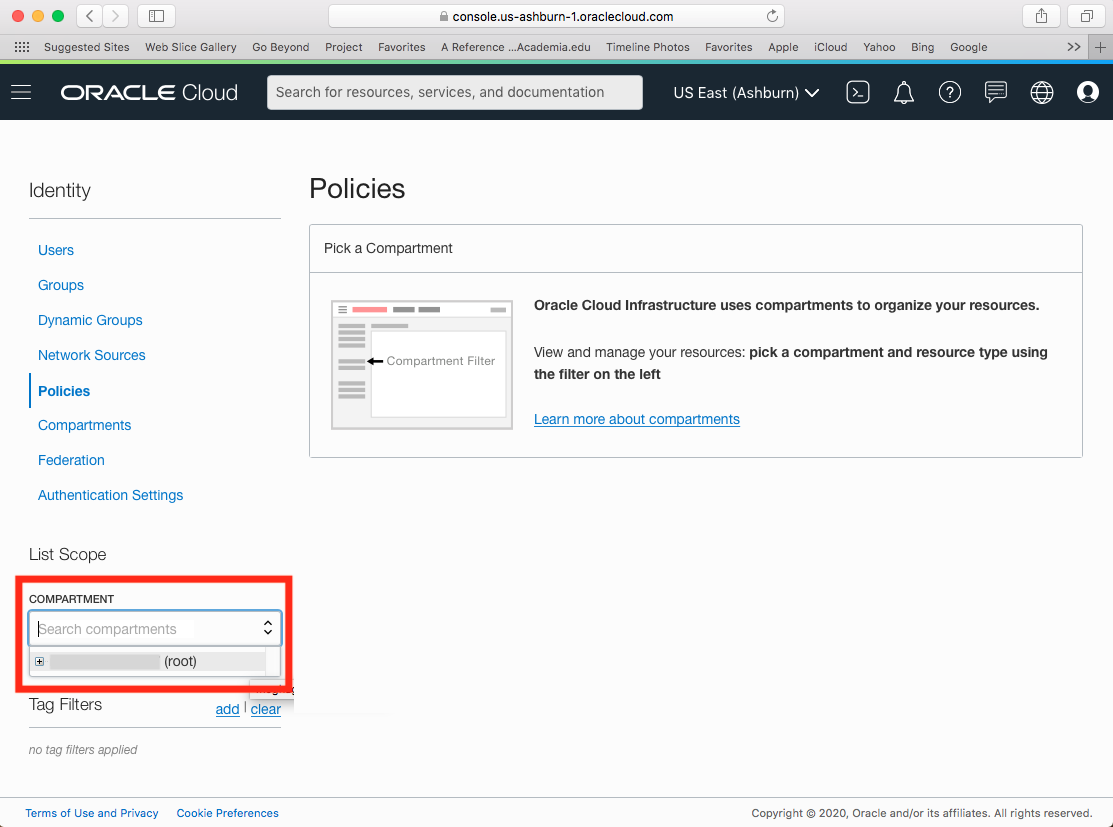 console.us-ashburn-1.oraclecloud.com
Suggested Sites Web Slice Gallery Go Beyond Project Favorites A Reference ...Academia.edu Timeline Photos Favorites Apple iCloud Yahoo Bing Google
ORACLE Cloud
Search for resources, services, and documentation
US East (Ashburn)
Identity
Users
Groups
Dynamic Groups
Network Sources
Policies
Compartments
Federation
Authentication Settings
List Scope
COMPARTMENT
Search compartments
(root)
Tag Filters
add | clear
no tag filters applied
Policies
Pick a Compartment
Compartment Filter
Oracle Cloud Infrastructure uses compartments to organize your resources.
View and manage your resources: pick a compartment and resource type using
the filter on the left
Learn more about compartments
Terms of Use and Privacy Cookie Preferences
Copyright © 2020, Oracle and/or its affiliates. All rights reserved.